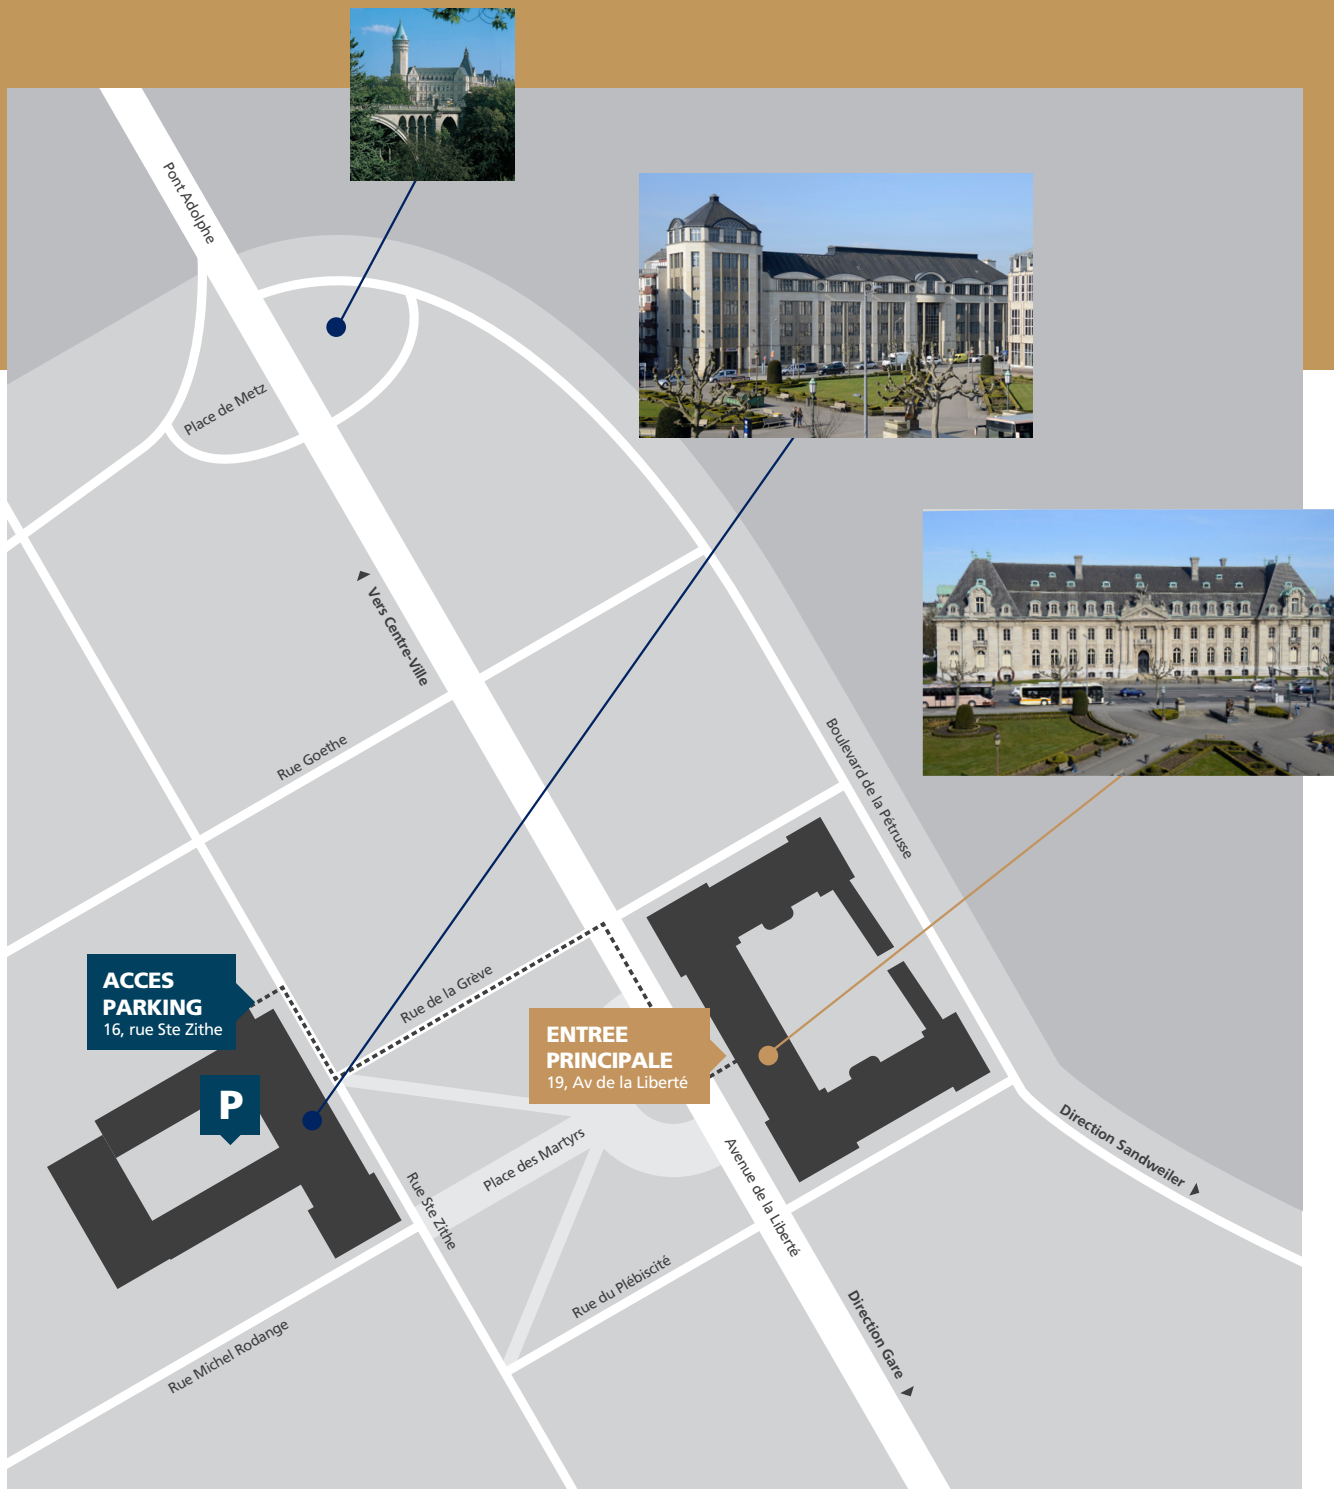 Pont Adolphe
Place de Metz
Vers Centre-Ville
Rue Goethe
Boulevard de la Pétrusse
ACCES
PARKING
16, rue Ste Zithe
P
Rue de la Grève
ENTREE
PRINCIPALE
19, Av de la Liberté
Place des Martyrs
Rue Ste Zithe
Avenue de la Liberté
Direction Sandweiler
Rue du Plébiscité
Direction Gare
Rue Michel Rodange